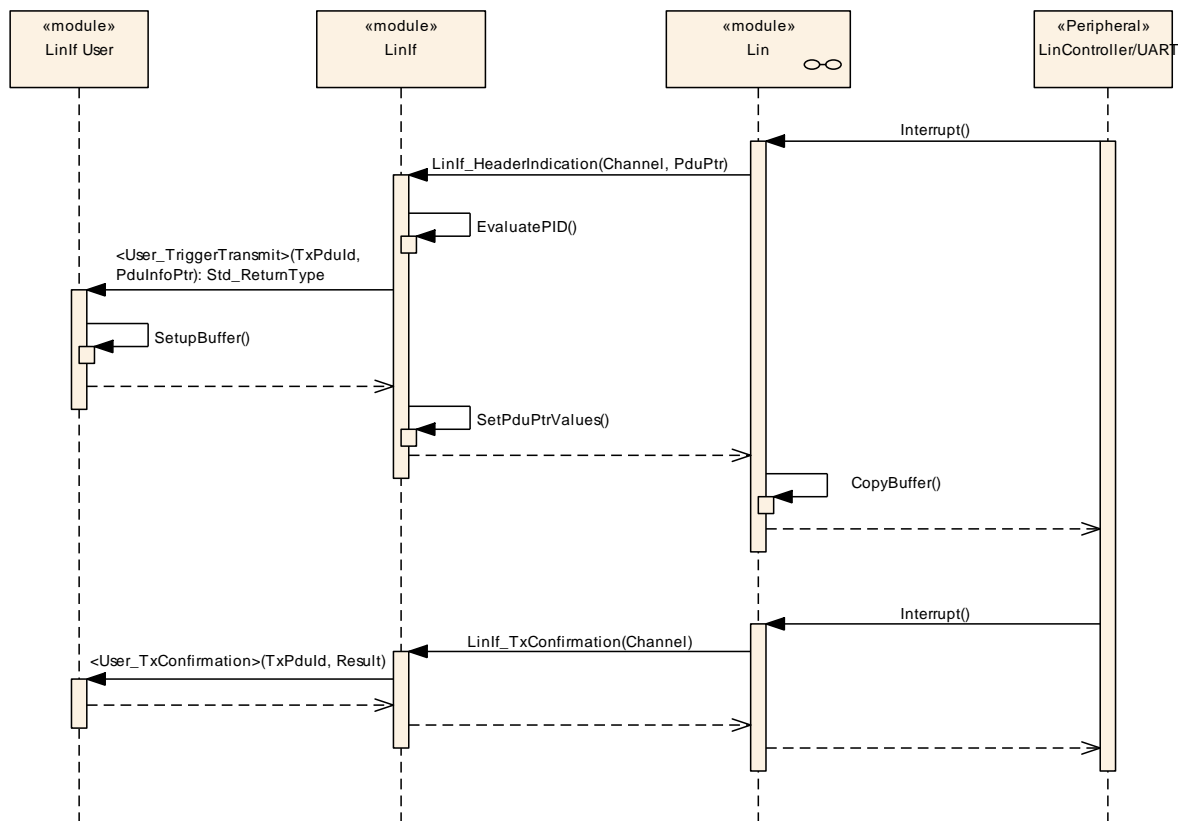 «module»
LinIf User
«module»
LinIf
«module»
Lin
«Peripheral»
LinController/UART
Interrupt()
LinIf_HeaderIndication(Channel, PduPtr)
EvaluatePID()
<User_TriggerTransmit>(TxPduId,
PduInfoPtr): Std_ReturnType
SetupBuffer()
SetPduPtrValues()
CopyBuffer()
Interrupt()
LinIf_TxConfirmation(Channel)
<User_TxConfirmation>(TxPduId, Result)